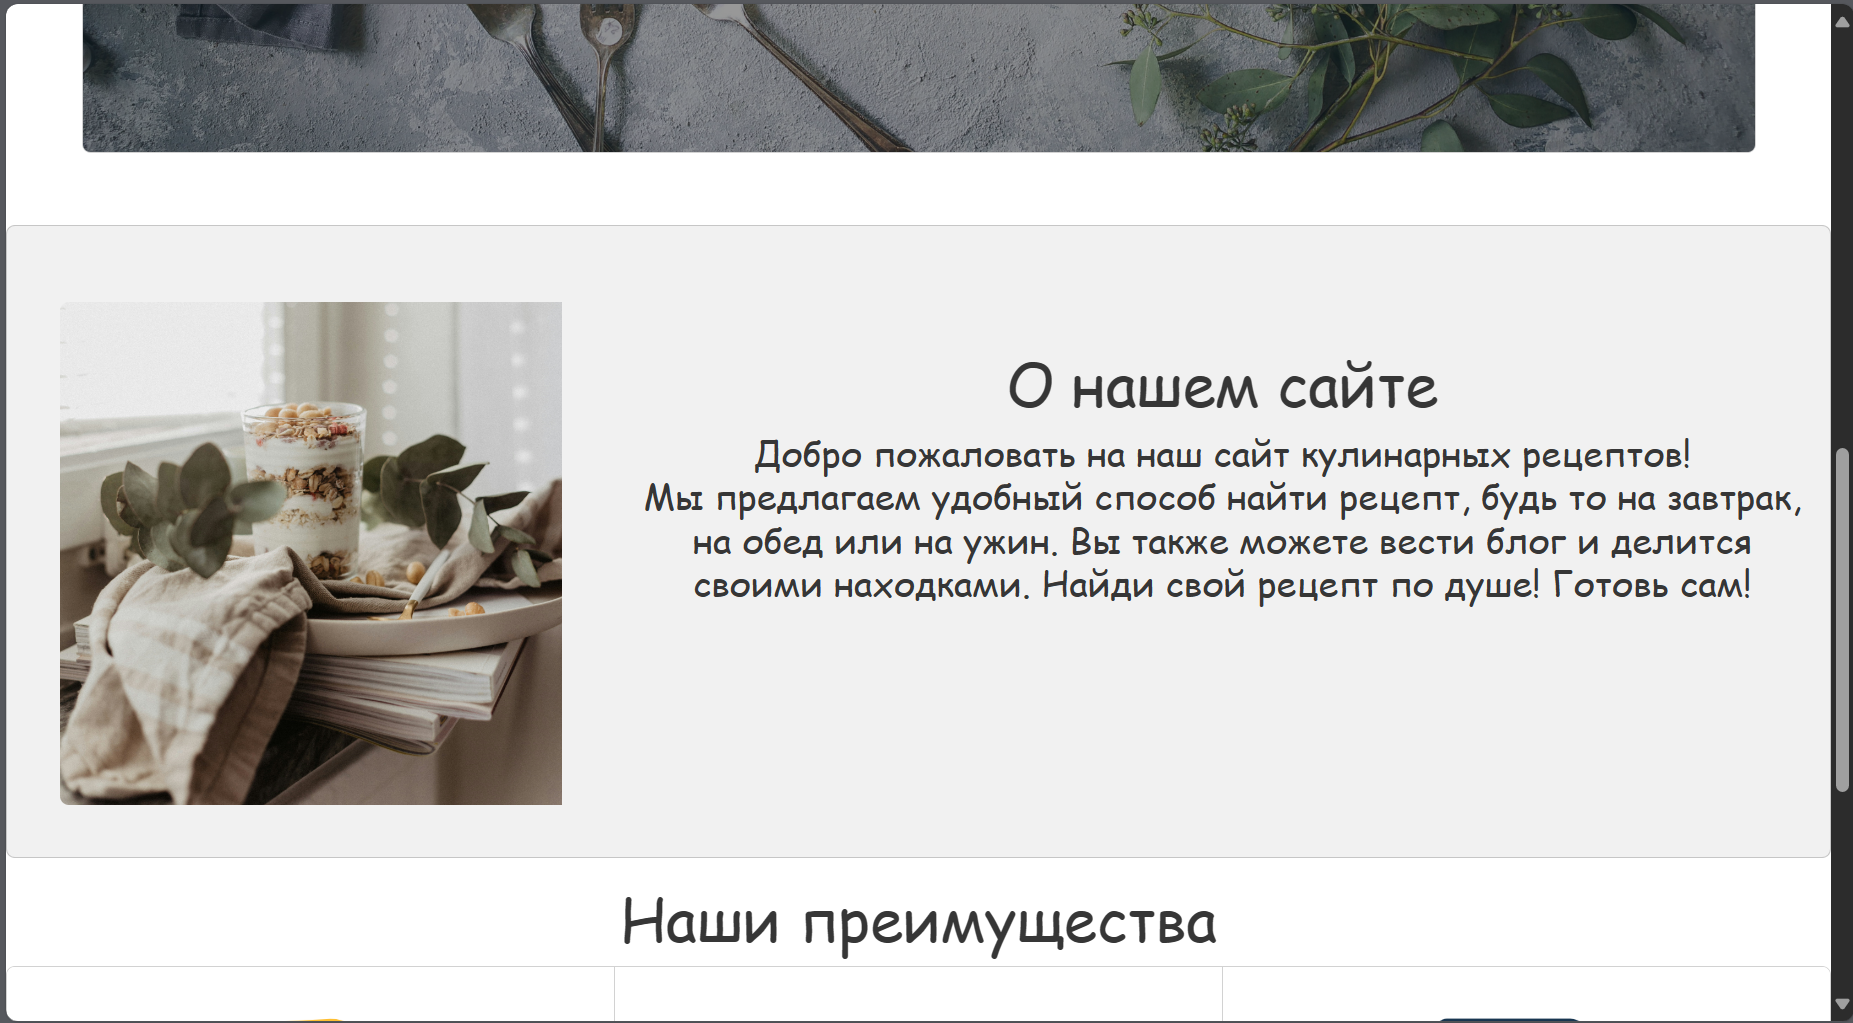 О нашем сайте
Добро пожаловать на наш сайт кулинарных рецептов!
Мы предлагаем удобный способ найти рецепт, будь то на завтрак,
на обед или на ужин. Вы также можете вести блог и делится
своими находками. Найди свой рецепт по душе! Готовь сам!
Наши преимущества